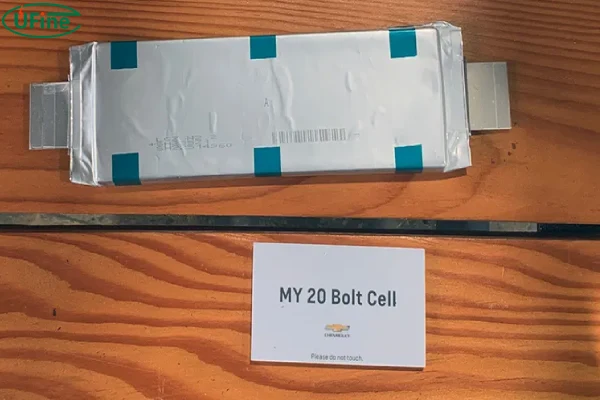 UFine
A
MY 20 Bolt Cell
CHEVROLET
Please do not touch.